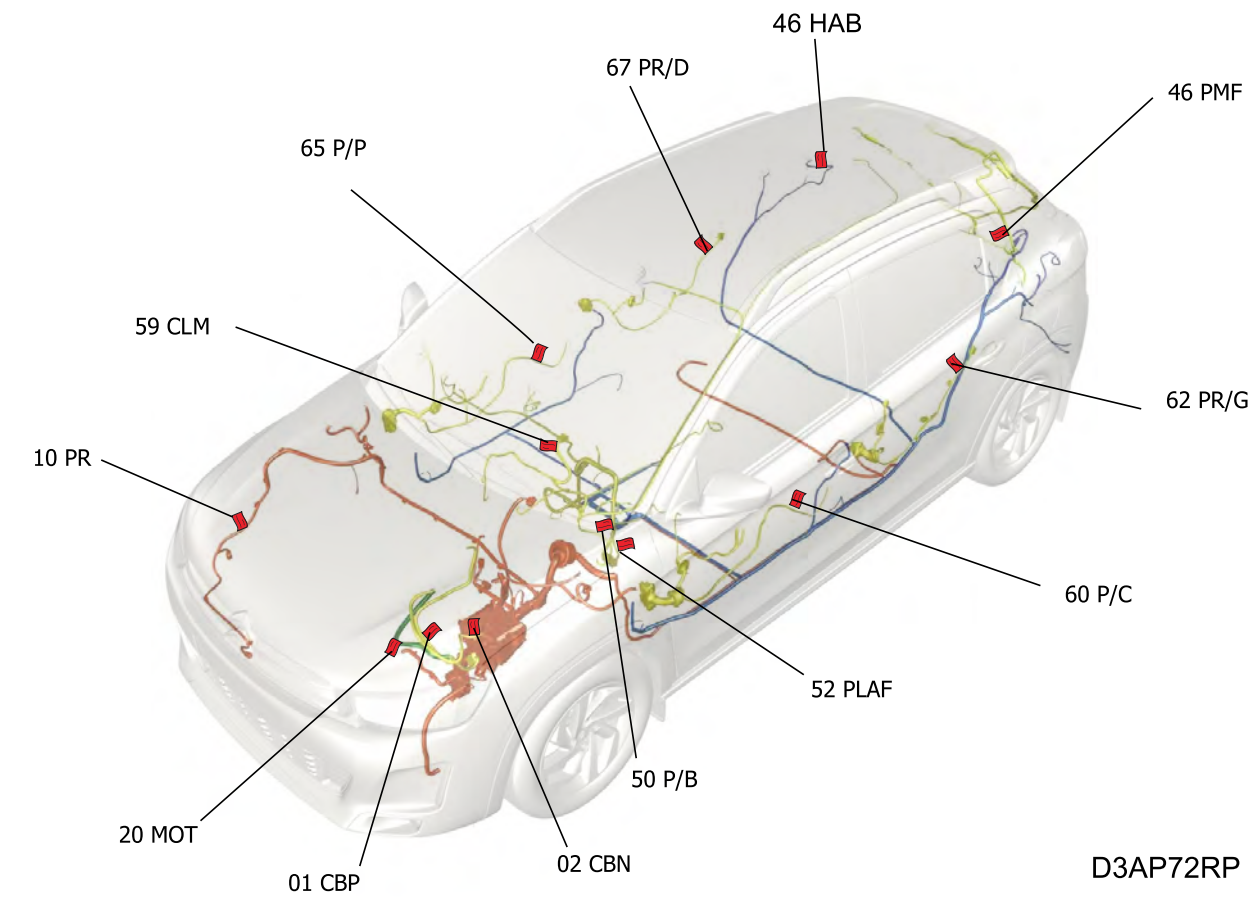 46 HAB
67 PR/D
46 PMF
65 P/P
59 CLM
62 PR/G
10 PR
60 P/C
52 PLAF
50 P/B
20 MOT
02 CBN
01 CBP
D3AP72RP